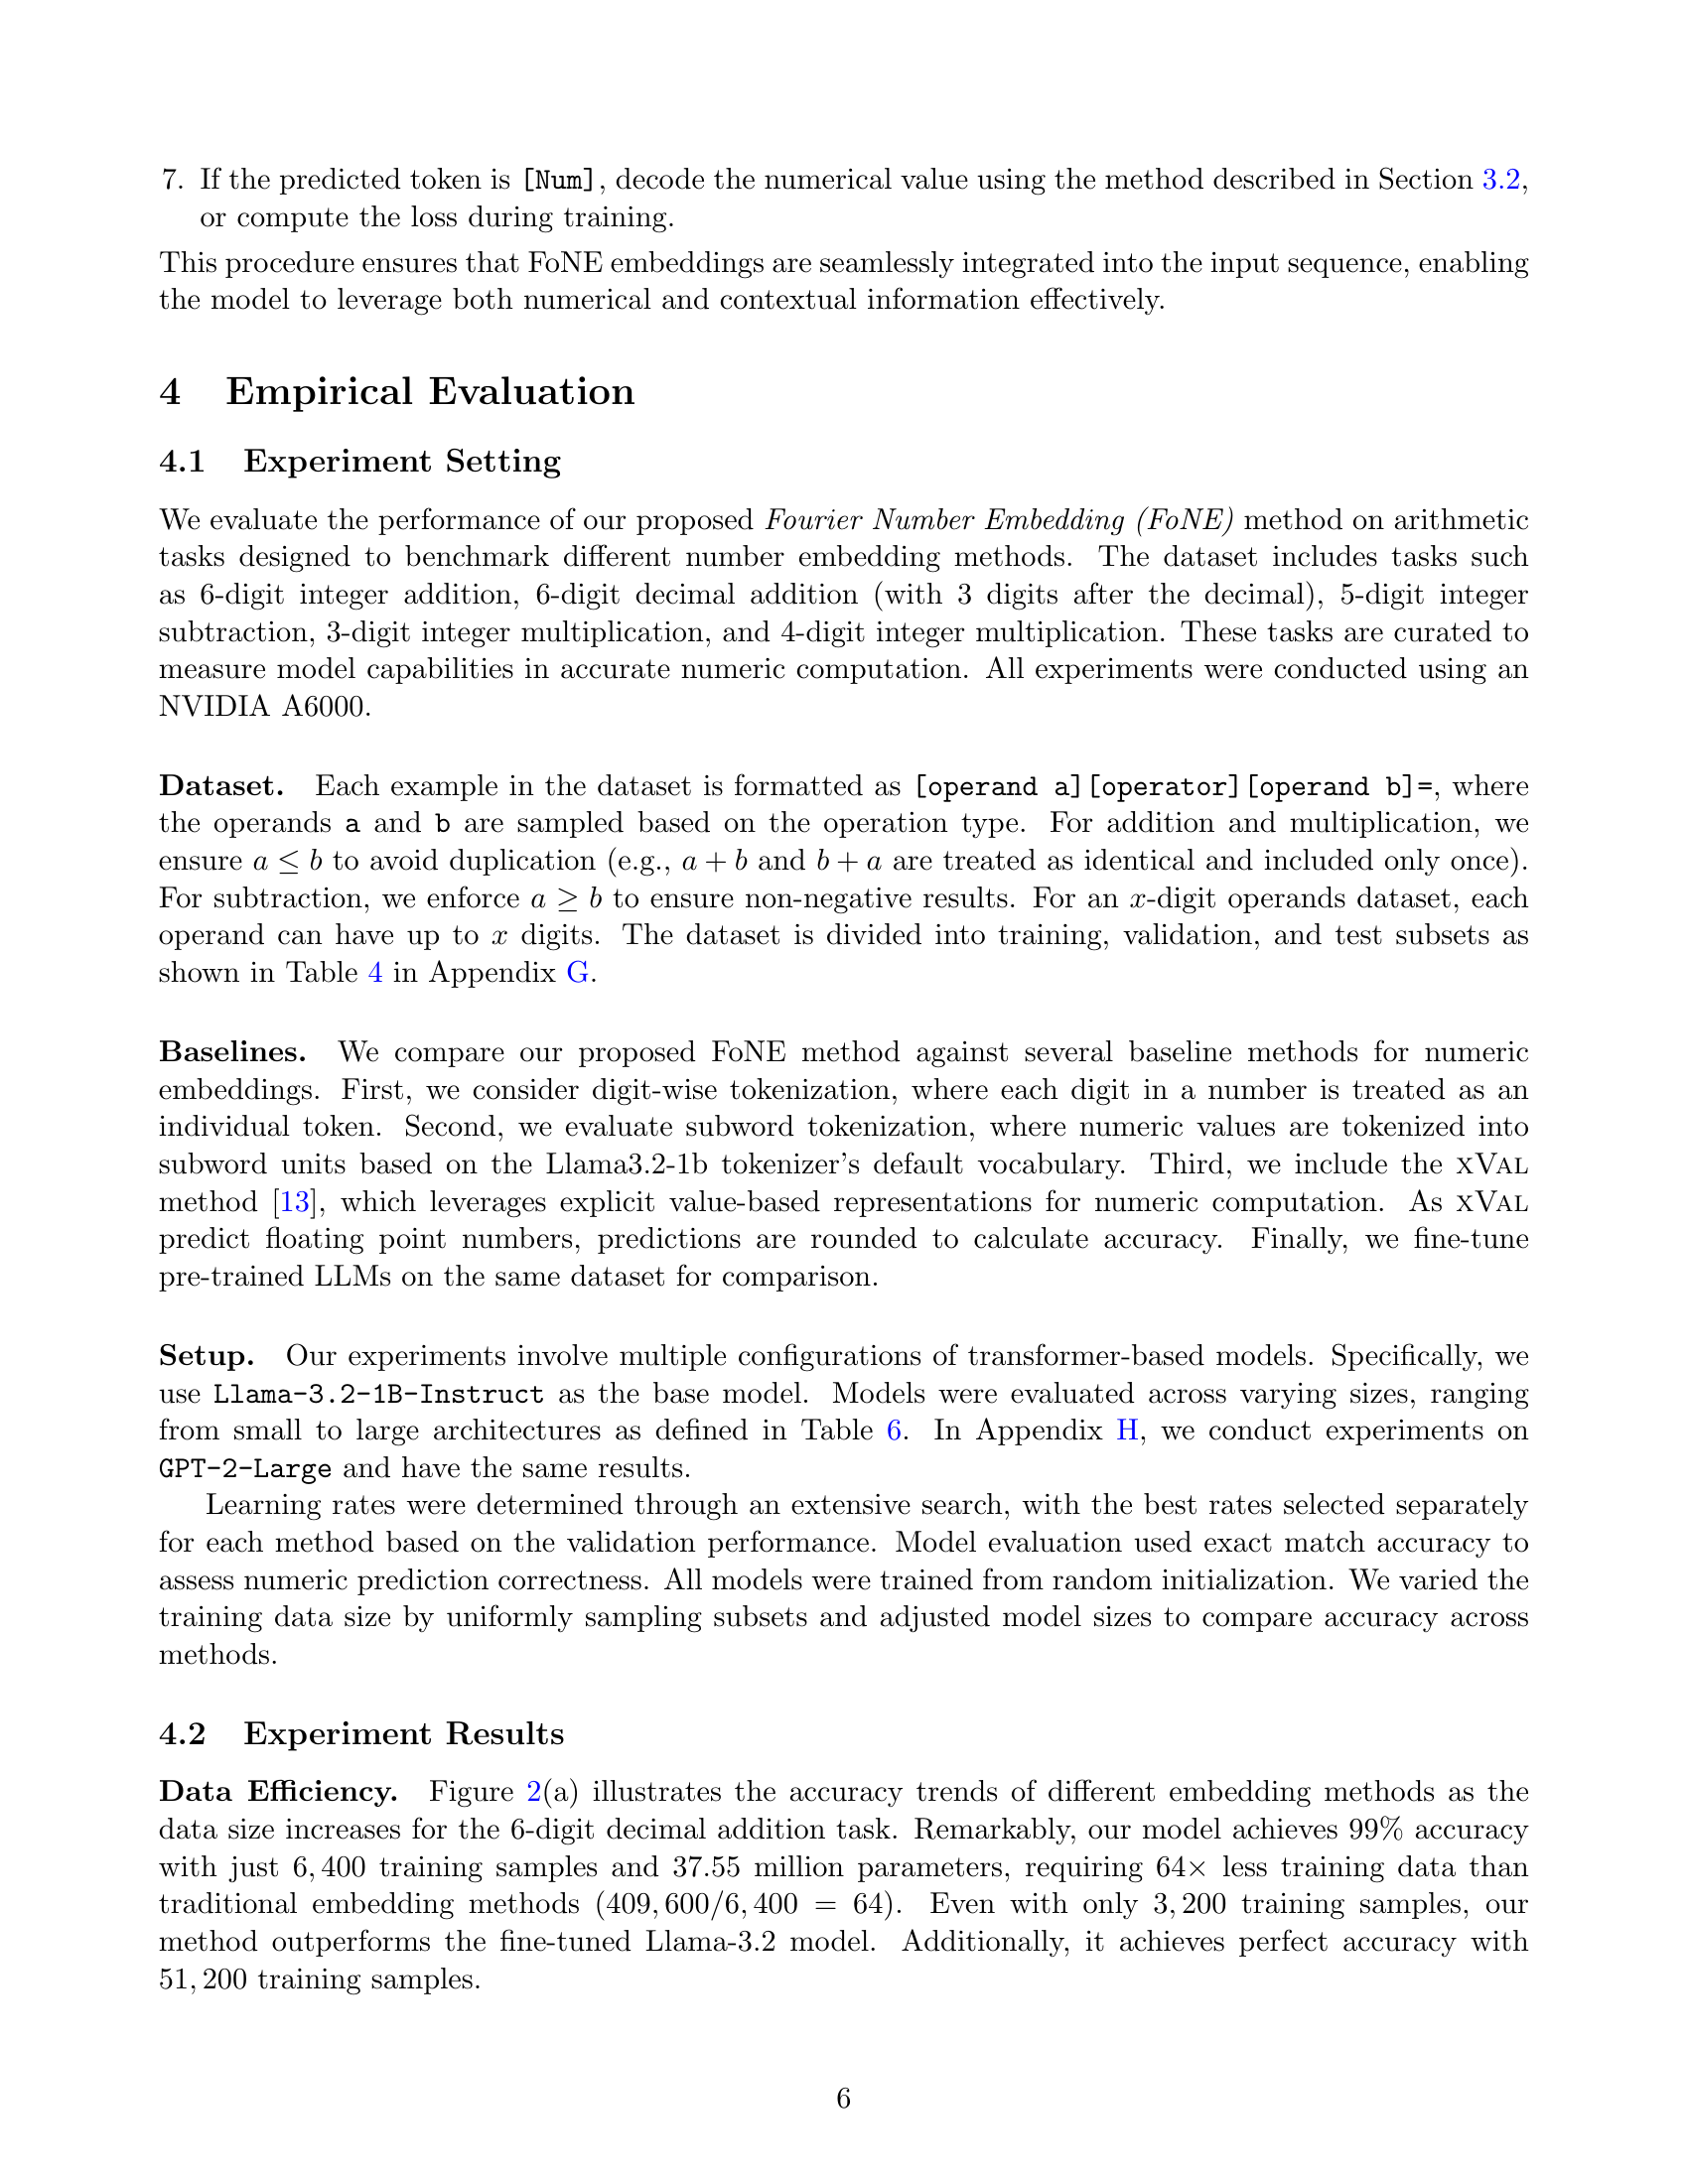 7. If the predicted token is [Num], decode the numerical value using the method described in Section 3.2,
or compute the loss during training.
This procedure ensures that FoNE embeddings are seamlessly integrated into the input sequence, enabling
the model to leverage both numerical and contextual information effectively.
4 Empirical Evaluation
4.1 Experiment Setting
We evaluate the performance of our proposed Fourier Number Embedding (FoNE) method on arithmetic
tasks designed to benchmark different number embedding methods. The dataset includes tasks such
as 6-digit integer addition, 6-digit decimal addition (with 3 digits after the decimal), 5-digit integer
subtraction, 3-digit integer multiplication, and 4-digit integer multiplication. These tasks are curated to
measure model capabilities in accurate numeric computation. All experiments were conducted using an
NVIDIA A6000.
Dataset. Each example in the dataset is formatted as [operand a][operator][operand b]=, where
the operands a and b are sampled based on the operation type. For addition and multiplication, we
ensure a ≤ b to avoid duplication (e.g., a + b and b + a are treated as identical and included only once).
For subtraction, we enforce a ≥ b to ensure non-negative results. For an x-digit operands dataset, each
operand can have up to x digits. The dataset is divided into training, validation, and test subsets as
shown in Table 4 in Appendix G.
Baselines. We compare our proposed FoNE method against several baseline methods for numeric
embeddings. First, we consider digit-wise tokenization, where each digit in a number is treated as an
individual token. Second, we evaluate subword tokenization, where numeric values are tokenized into
subword units based on the Llama3.2-1b tokenizer's default vocabulary. Third, we include the xVal
method [13], which leverages explicit value-based representations for numeric computation. As xVal
predict floating point numbers, predictions are rounded to calculate accuracy. Finally, we fine-tune
pre-trained LLMs on the same dataset for comparison.
Setup. Our experiments involve multiple configurations of transformer-based models. Specifically, we
use Llama-3.2-1B-Instruct as the base model. Models were evaluated across varying sizes, ranging
from small to large architectures as defined in Table 6. In Appendix H, we conduct experiments on
GPT-2-Large and have the same results.
Learning rates were determined through an extensive search, with the best rates selected separately
for each method based on the validation performance. Model evaluation used exact match accuracy to
assess numeric prediction correctness. All models were trained from random initialization. We varied the
training data size by uniformly sampling subsets and adjusted model sizes to compare accuracy across
methods.
4.2 Experiment Results
Data Efficiency. Figure 2(a) illustrates the accuracy trends of different embedding methods as the
data size increases for the 6-digit decimal addition task. Remarkably, our model achieves 99% accuracy
with just 6,400 training samples and 37.55 million parameters, requiring 64× less training data than
traditional embedding methods (409,600/6,400 = 64). Even with only 3,200 training samples, our
method outperforms the fine-tuned Llama-3.2 model. Additionally, it achieves perfect accuracy with
51,200 training samples.
6